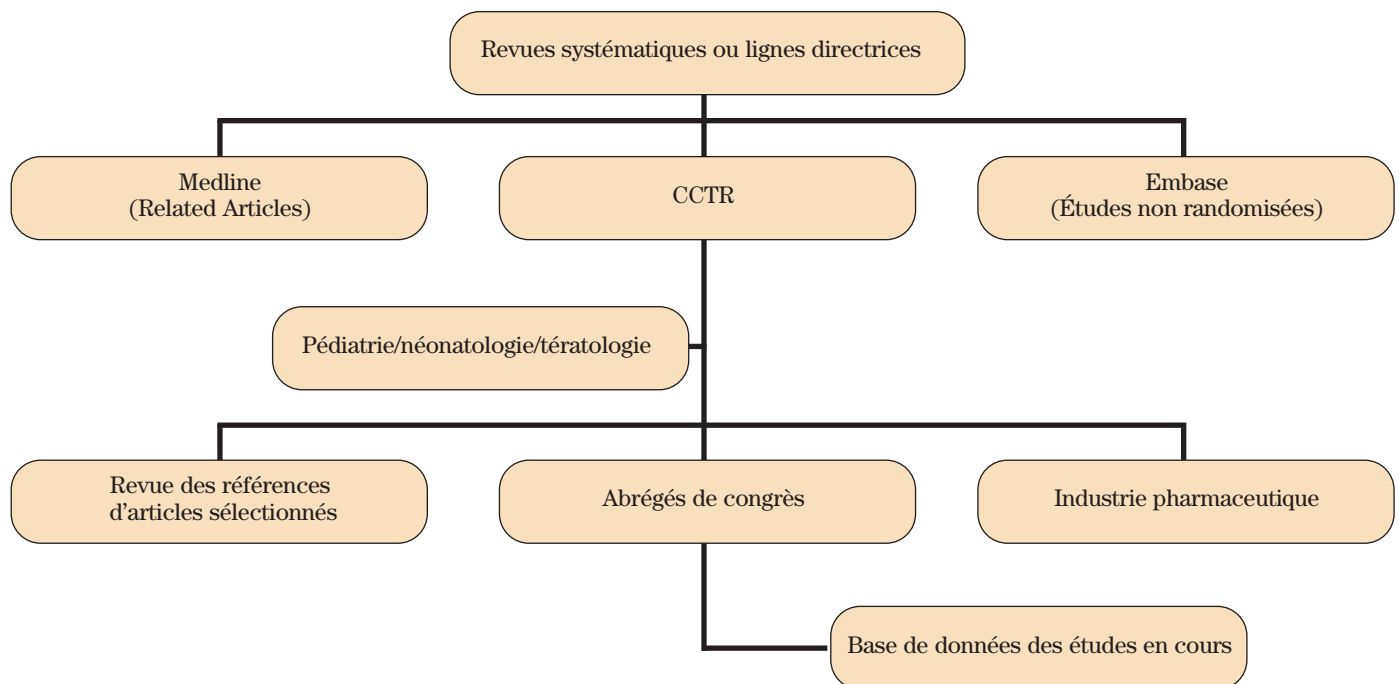 Revues systématiques ou lignes directrices
Medline
(Related Articles)
CCTR
Embase
(Études non randomisées)
Pédiatrie/néonatologie/tératologie
Revue des références
d'articles sélectionnés
Abrégés de congrès
Industrie pharmaceutique
Base de données des études en cours